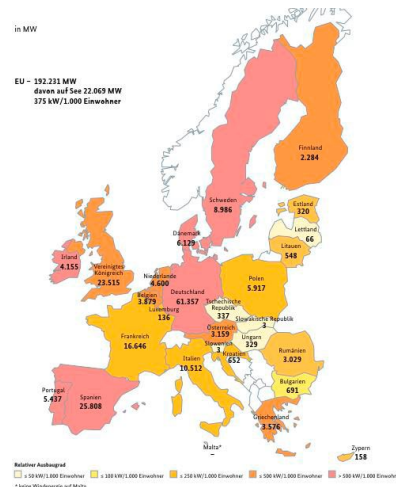 in MW
EU – 192.231 MW
davon auf See 22.069 MW
375 kW/1.000 Einwohner
Finnland
2.284
Schweden
8.986
Estland
320
Lettland
66
Dänemark
6.129
Litauen
548
Irland
4.155
Vereinigtes
Königreich
23.515
Niederlande
4.600
Belgien
3.879
Luxemburg
136
Deutschland
61.357
Polen
5.917
Tschechische
Republik
337
Slowakische Republik
3
Österreich
3.159
Ungarn
329
Slowenien
3
Kroatien
652
Rumänien
3.029
Frankreich
16.646
Italien
10.512
Bulgarien
691
Portugal
5.437
Spanien
25.808
Griechenland
3.576
Malta*
–
Zypern
158
Relativer Ausbaugrad
≤ 50 kW/1.000 Einwohner ≤ 100 kW/1.000 Einwohner ≤ 250 kW/1.000 Einwohner ≤ 500 kW/1.000 Einwohner > 500 kW/1.000 Einwohner
* keine Windenergie auf Malta